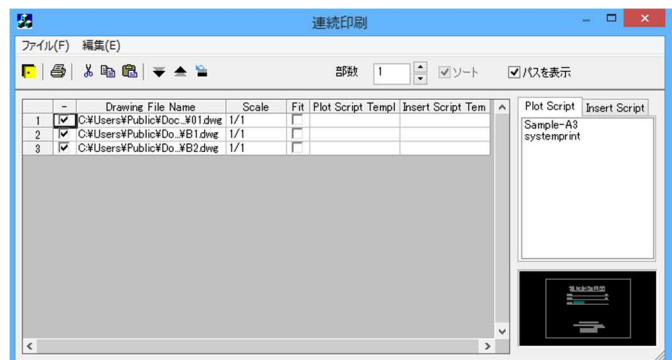 連続印刷
ファイル(F) 編集(E)
部数 1 ソート パスを表示
- Drawing File Name Scale Fit Plot Script Templ Insert Script Tem
1 C:¥Users¥Public¥Doc..¥01.dwg 1/1
2 C:¥Users¥Public¥Do..¥B1.dwg 1/1
3 C:¥Users¥Public¥Do..¥B2.dwg 1/1
Plot Script Insert Script
Sample-A3
systemprint